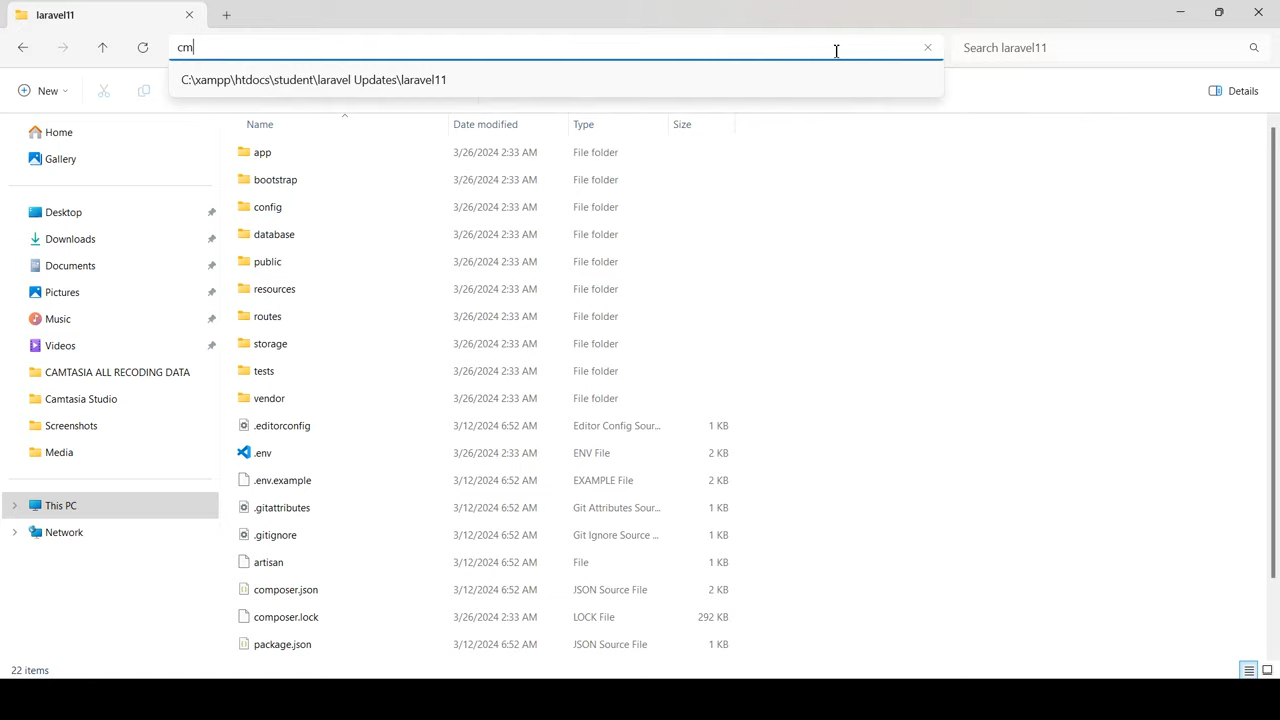 laravel11
cm
Search laravel11
C:\xampp\htdocs\student\laravel Updates\laravel11
New
Details
Name Date modified Type Size
Home
Gallery
Desktop
Downloads
Documents
Pictures
Music
Videos
CAMTASIA ALL RECODING DATA
Camtasia Studio
Screenshots
Media
This PC
Network
app 3/26/2024 2:33 AM File folder
bootstrap 3/26/2024 2:33 AM File folder
config 3/26/2024 2:33 AM File folder
database 3/26/2024 2:33 AM File folder
public 3/26/2024 2:33 AM File folder
resources 3/26/2024 2:33 AM File folder
routes 3/26/2024 2:33 AM File folder
storage 3/26/2024 2:33 AM File folder
tests 3/26/2024 2:33 AM File folder
vendor 3/26/2024 2:33 AM File folder
.editorconfig 3/12/2024 6:52 AM Editor Config Sour... 1 KB
.env 3/26/2024 2:33 AM ENV File 2 KB
.env.example 3/12/2024 6:52 AM EXAMPLE File 2 KB
.gitattributes 3/12/2024 6:52 AM Git Attributes Sour... 1 KB
.gitignore 3/12/2024 6:52 AM Git Ignore Source ... 1 KB
artisan 3/12/2024 6:52 AM File 1 KB
composer.json 3/12/2024 6:52 AM JSON Source File 2 KB
composer.lock 3/26/2024 2:33 AM LOCK File 292 KB
package.json 3/12/2024 6:52 AM JSON Source File 1 KB
22 items